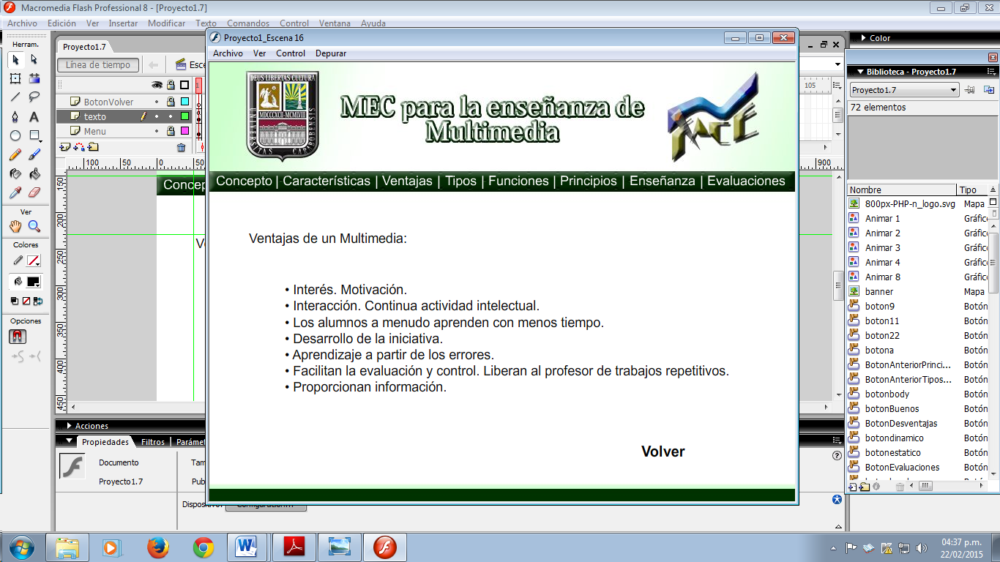 Macromedia Flash Professional 8 - [Proyecto1.7]
Archivo Edición Ver Insertar Modificar Texto Comandos Control Ventana Ayuda
Herram.
Ver
Colores
Opciones
Proyecto1.7
Línea de tiempo
Esce
BotonVolver
texto
Menu
1
105
100 50 0 50
900
150
200
250
300
350
400
450
Concep
V
Proyecto1_Escena 16
Archivo Ver Control Depurar
DEUS LIBERTAS CULTURA
FACE
MEC para la enseñanza de
Multimedia
Concepto | Características | Ventajas | Tipos | Funciones | Principios | Enseñanza | Evaluaciones
Ventajas de un Multimedia:
• Interés. Motivación.
• Interacción. Continua actividad intelectual.
• Los alumnos a menudo aprenden con menos tiempo.
• Desarrollo de la iniciativa.
• Aprendizaje a partir de los errores.
• Facilitan la evaluación y control. Liberan al profesor de trabajos repetitivos.
• Proporcionan información.
Volver
Acciones
Propiedades Filtros Parámet
Documento
Proyecto1.7
Tam
Pub
Dispositivo:
Color
Biblioteca - Proyecto1.7
Proyecto1.7
72 elementos
Nombre Tipo
800px-PHP-n_logo.svg Mapa
Animar 1 Gráfic
Animar 2 Gráfic
Animar 3 Gráfic
Animar 4 Gráfic
Animar 8 Gráfic
banner Mapa
boton9 Botón
boton11 Botón
boton22 Botón
botona Botón
BotonAnteriorPrinci... Botón
BotonAnteriorTipos... Botón
botonbody Botón
botonBuenos Botón
BotonDesventajas Botón
botondinamico Botón
botonestatico Botón
BotonEvaluaciones Botón
04:37 p.m.
22/02/2015